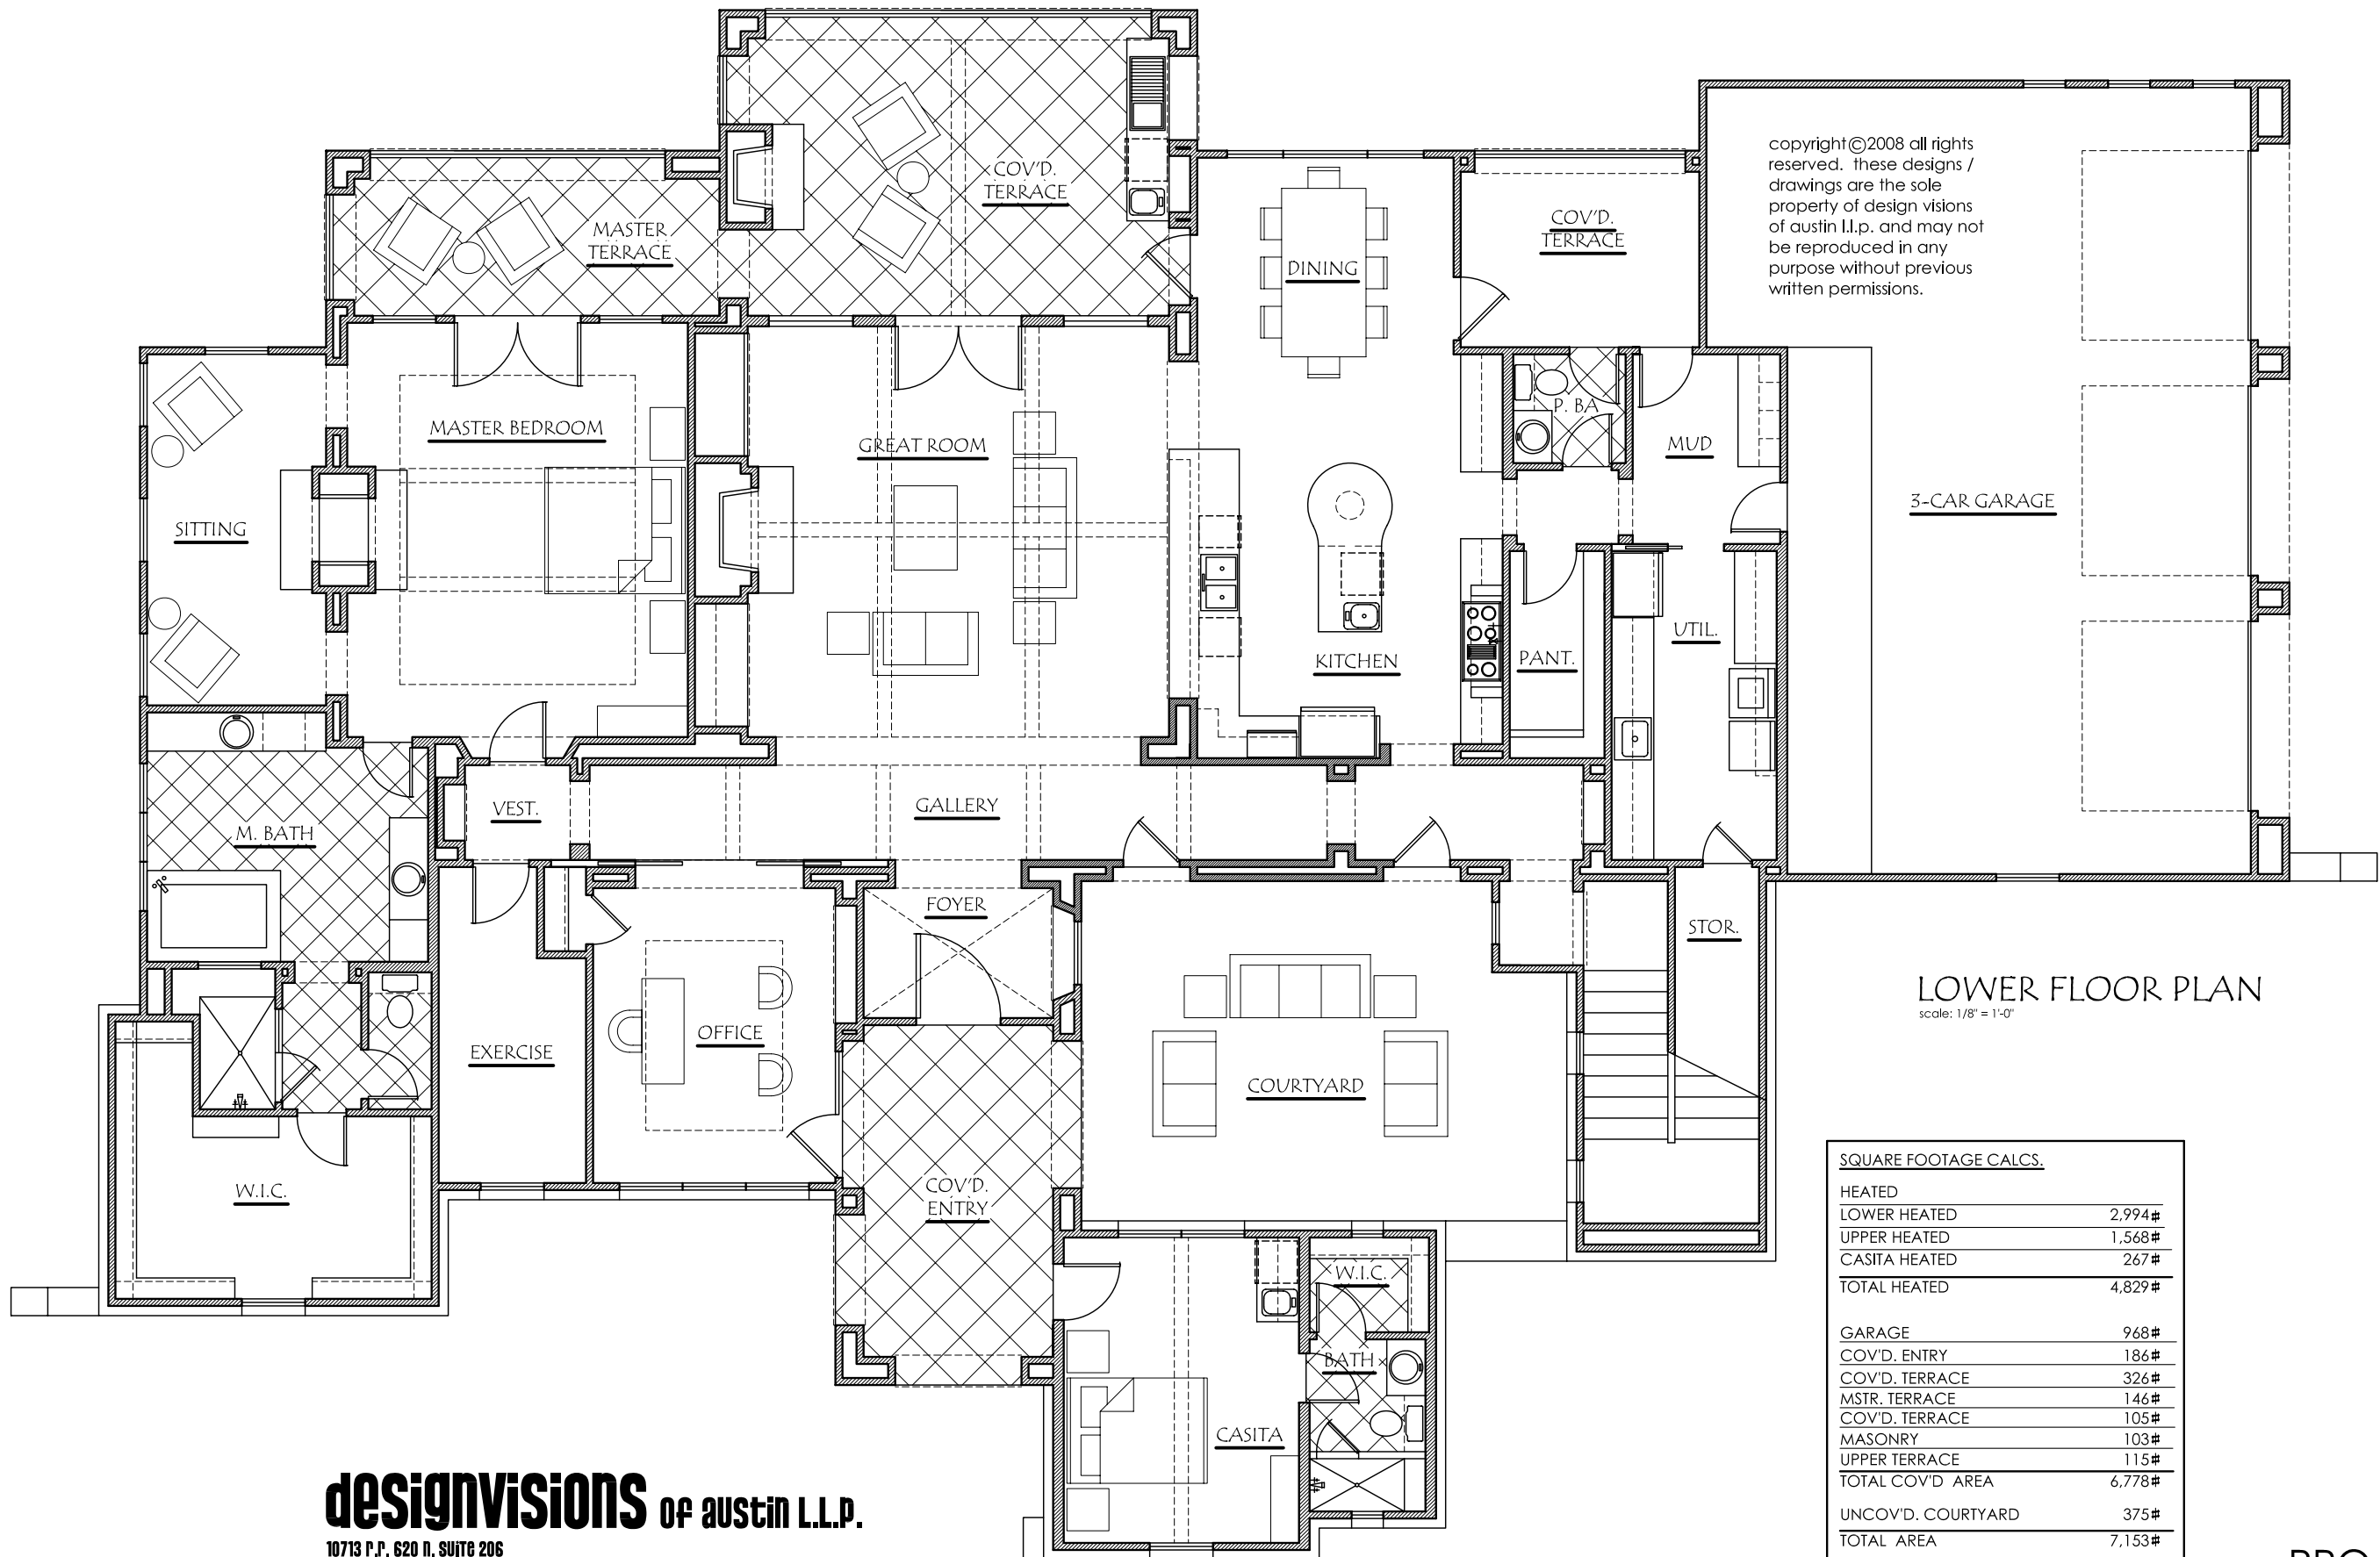 COV'D.
TERRACE
MASTER
TERRACE
DINING
COV'D.
TERRACE
copyright©2008 all rights
reserved. these designs /
drawings are the sole
property of design visions
of austin l.l.p. and may not
be reproduced in any
purpose without previous
written permissions.
MASTER BEDROOM
GREAT ROOM
P. BA
MUD
SITTING
3-CAR GARAGE
KITCHEN
PANT.
UTIL.
VEST.
GALLERY
M. BATH
FOYER
STOR.
LOWER FLOOR PLAN
scale: 1/8" = 1'-0"
EXERCISE
OFFICE
COURTYARD
W.I.C.
COV'D.
ENTRY
W.I.C.
BATH
CASITA
SQUARE FOOTAGE CALCS.
HEATED
LOWER HEATED 2,994#
UPPER HEATED 1,568#
CASITA HEATED 267#
TOTAL HEATED 4,829#
GARAGE 968#
COV'D. ENTRY 186#
COV'D. TERRACE 326#
MSTR. TERRACE 146#
COV'D. TERRACE 105#
MASONRY 103#
UPPER TERRACE 115#
TOTAL COV'D AREA 6,778#
UNCOV'D. COURTYARD 375#
TOTAL AREA 7,153#
designvisions of austin L.L.P.
10713 r.r. 620 n. suite 206